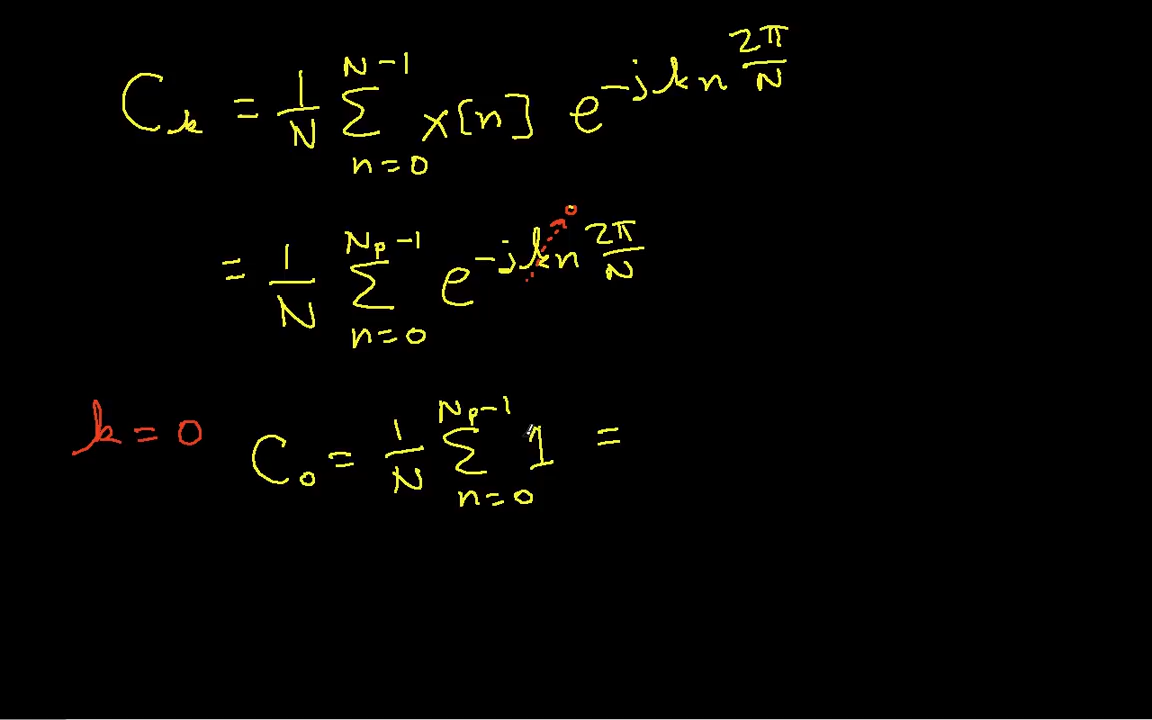 C_k = 1/N Σ_{n=0}^{N-1} x[n] e^{-jkn 2π/N}
= 1/N Σ_{n=0}^{N_p-1} e^{-jkn 2π/N} 0
k = 0 C_0 = 1/N Σ_{n=0}^{N_p-1} 1 =